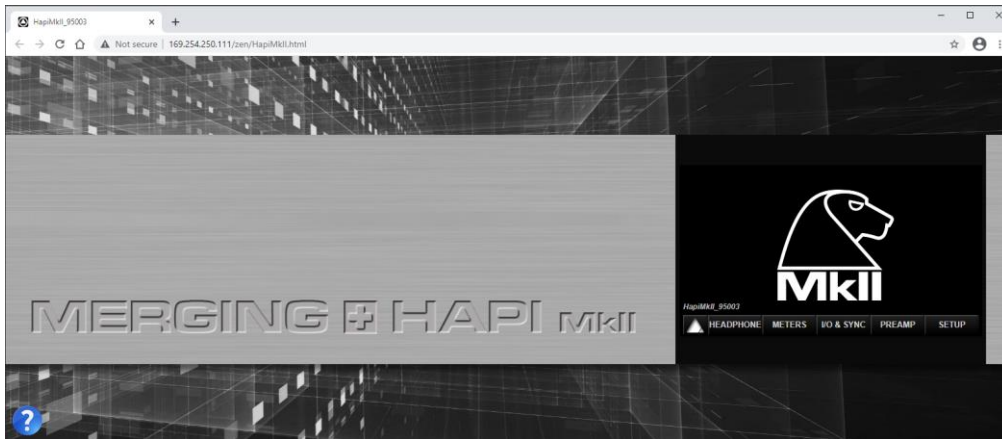 HapiMkII_95003
Not secure | 169.254.250.111/zen/HapiMkII.html
MERGING+HAPI MkII
MkII
HapiMkII_95003
HEADPHONE METERS I/O & SYNC PREAMP SETUP
?